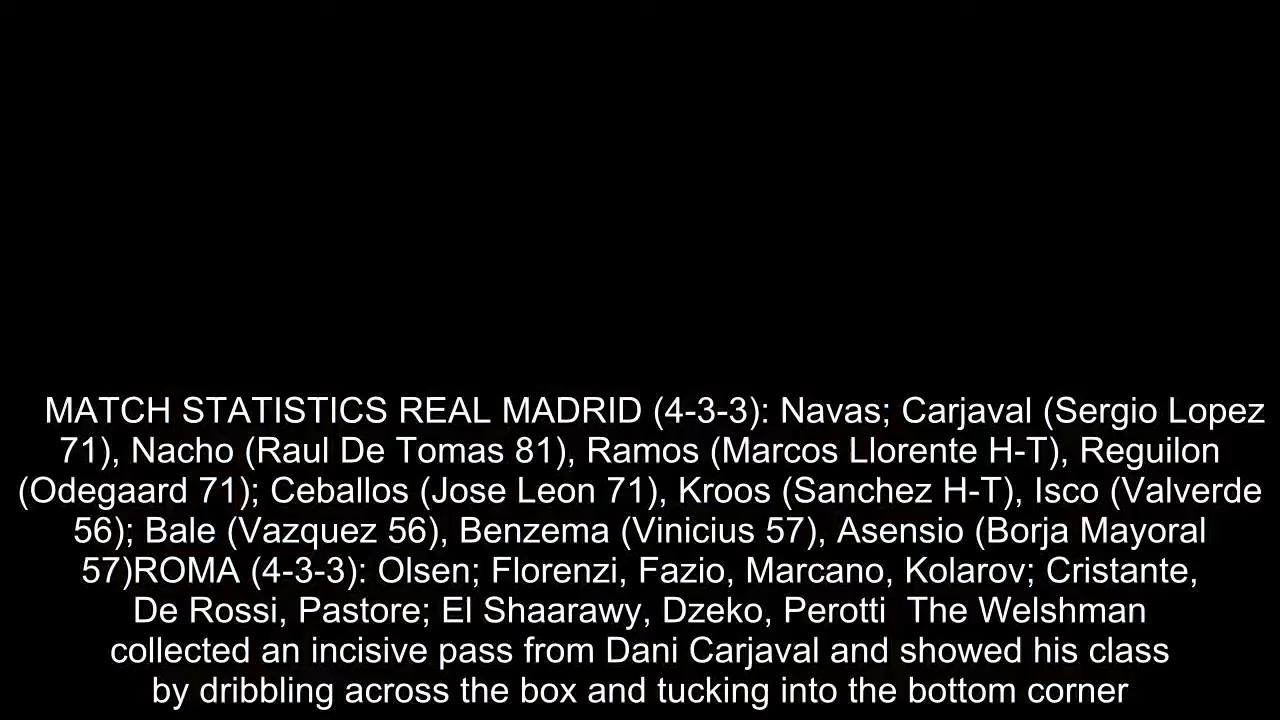 MATCH STATISTICS REAL MADRID (4-3-3): Navas; Carjaval (Sergio Lopez
71), Nacho (Raul De Tomas 81), Ramos (Marcos Llorente H-T), Reguilon
(Odegaard 71); Ceballos (Jose Leon 71), Kroos (Sanchez H-T), Isco (Valverde
56); Bale (Vazquez 56), Benzema (Vinicius 57), Asensio (Borja Mayoral
57)ROMA (4-3-3): Olsen; Florenzi, Fazio, Marcano, Kolarov; Cristante,
De Rossi, Pastore; El Shaarawy, Dzeko, Perotti  The Welshman
collected an incisive pass from Dani Carjaval and showed his class
by dribbling across the box and tucking into the bottom corner